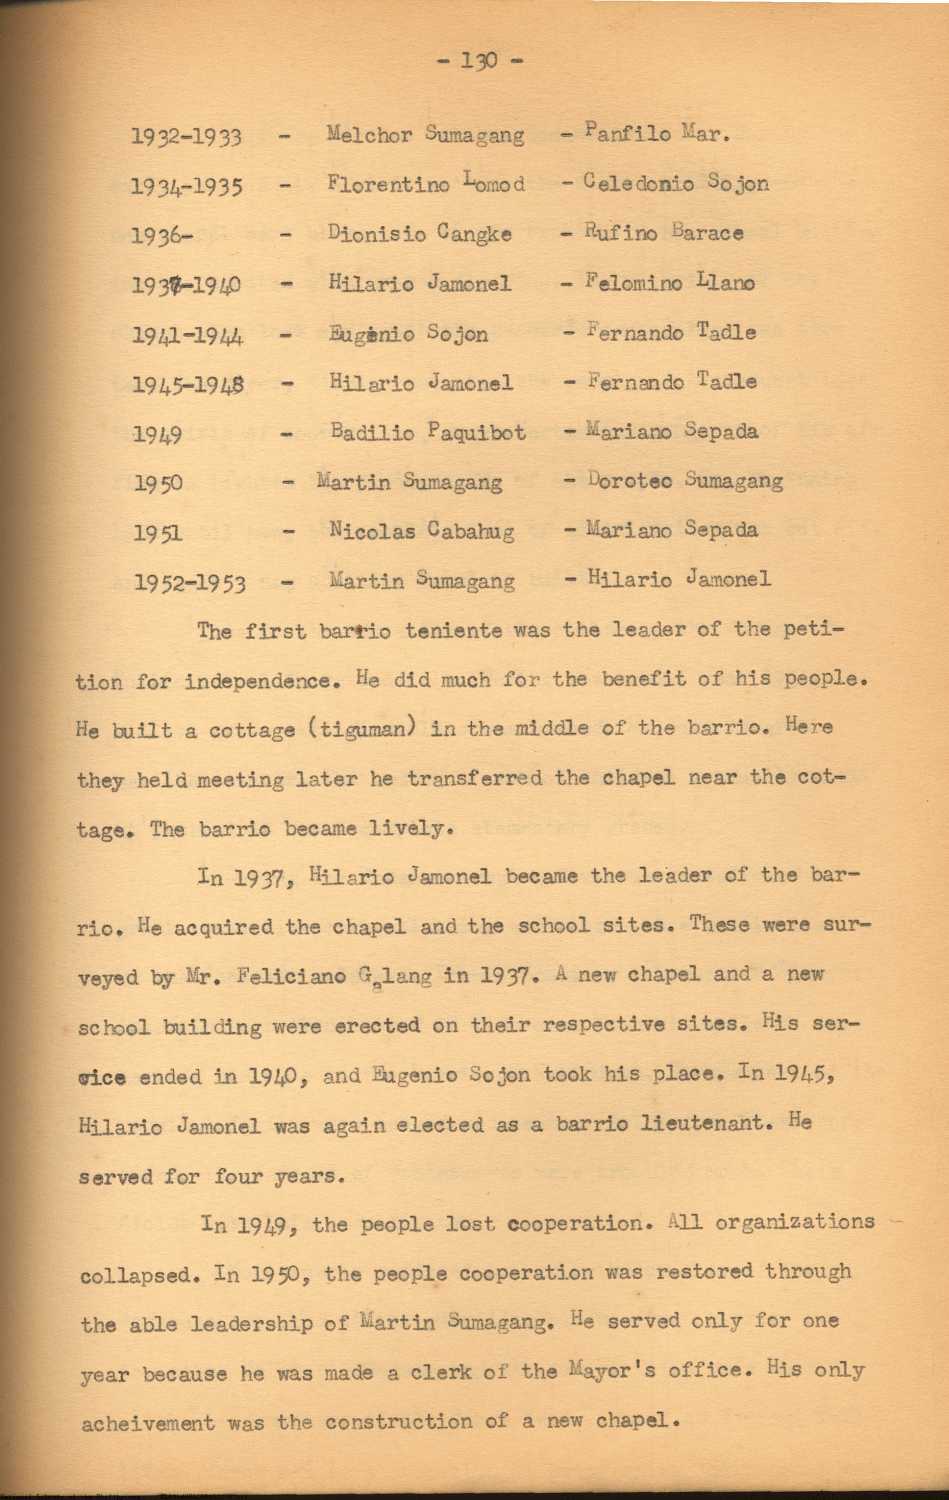 - 130 -
1932-1933 - Melchor Sumagang - Panfilo Mar.
1934-1935 - Florentino Lomod - Celedonio Sojon
1936- - Dionisio Cangke - Rufino Barace
1937-1940 - Hilario Jamonel - Felomino Llano
1941-1944 - Eugenio Sojon - Fernando Tadle
1945-1948 - Hilario Jamonel - Fernando Tadle
1949 - Badilio Paquibot - Mariano Sepada
1950 - Martin Sumagang - Doroteo Sumagang
1951 - Nicolas Cabahug - Mariano Sepada
1952-1953 - Martin Sumagang - Hilario Jamonel
The first barrio teniente was the leader of the peti-
tion for independence. He did much for the benefit of his people.
He built a cottage (tiguman) in the middle of the barrio. Here
they held meeting later he transferred the chapel near the cot-
tage. The barrio became lively.
In 1937, Hilario Jamonel became the leader of the bar-
rio. He acquired the chapel and the school sites. These were sur-
veyed by Mr. Feliciano Galang in 1937. A new chapel and a new
school building were erected on their respective sites. His ser-
vice ended in 1940, and Eugenio Sojon took his place. In 1945,
Hilario Jamonel was again elected as a barrio lieutenant. He
served for four years.
In 1949, the people lost cooperation. All organizations
collapsed. In 1950, the people cooperation was restored through
the able leadership of Martin Sumagang. He served only for one
year because he was made a clerk of the Mayor's office. His only
acheivement was the construction of a new chapel.